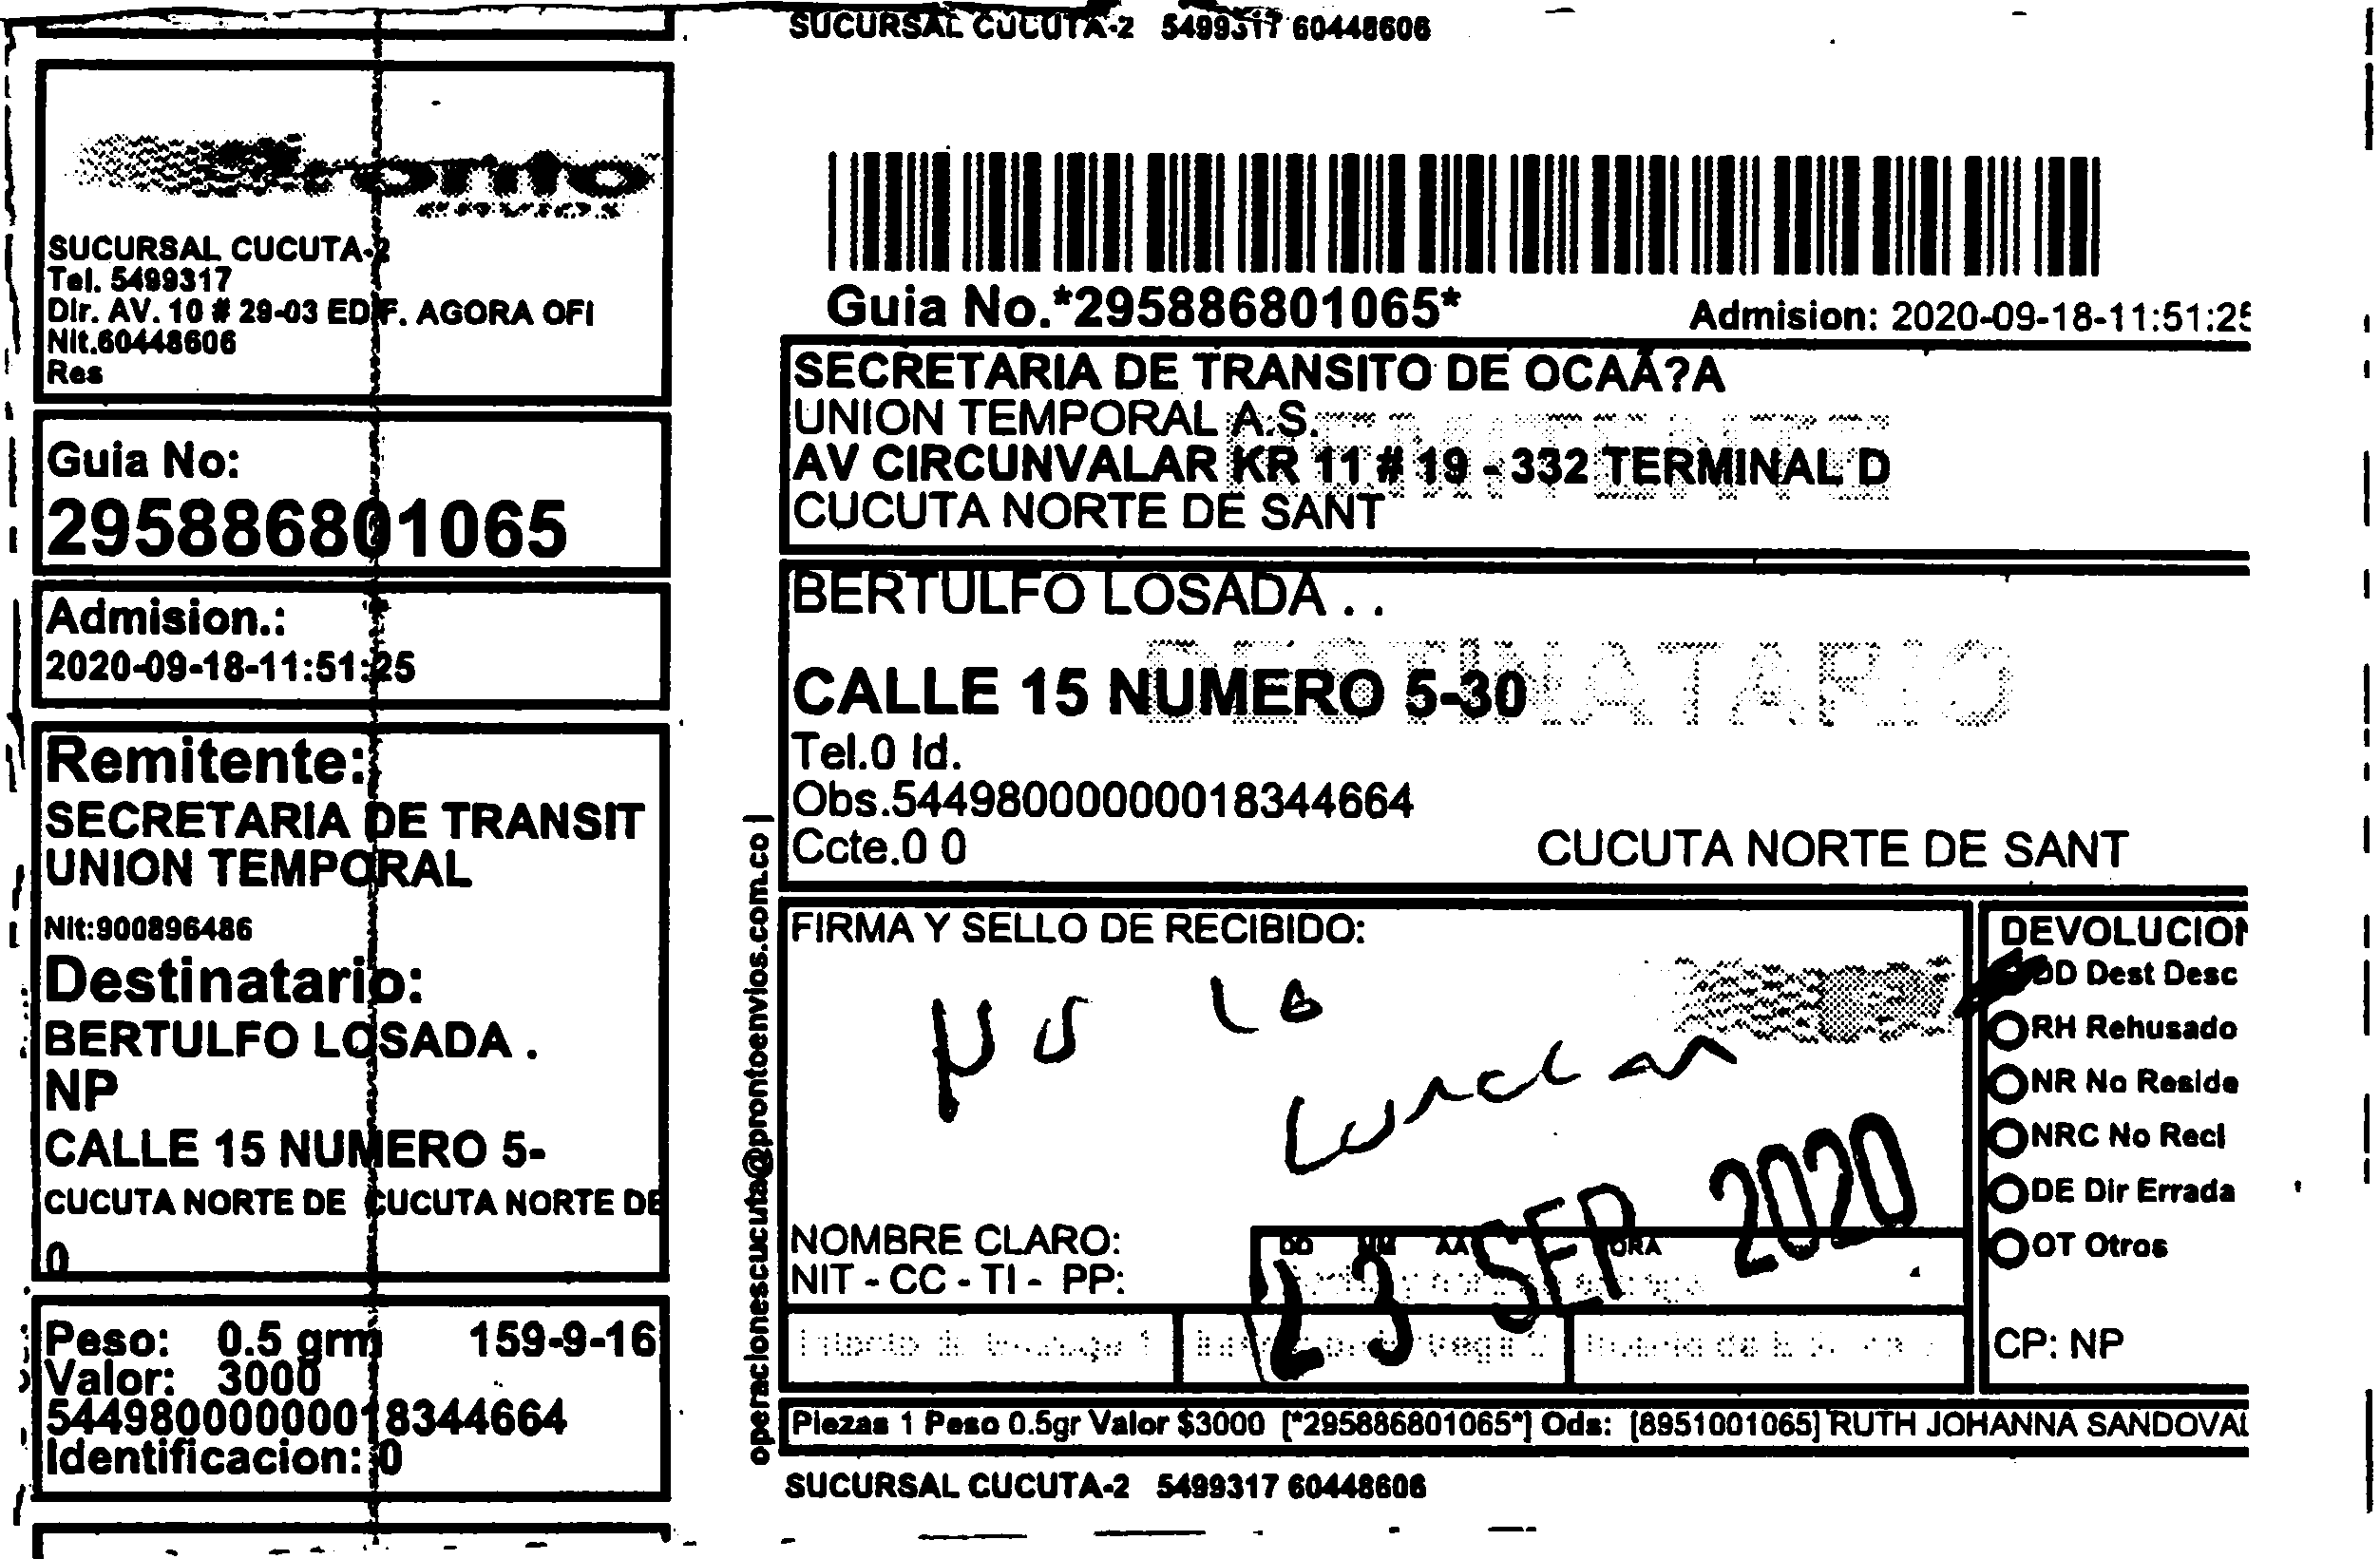 SUCURSAL CUCUTA-2 5499317 60448606
Pronto
SUCURSAL CUCUTA-2
Tel. 5499317
Dir. AV. 10 # 29-03 EDIF. AGORA OFI
Nit.60448606
Res
Guia No:
295886801065
Admision.:
2020-09-18-11:51:25
Remitente:
SECRETARIA DE TRANSIT
UNION TEMPORAL
Nit:900896486
Destinatario:
BERTULFO LOSADA .
NP
CALLE 15 NUMERO 5-
CUCUTA NORTE DE CUCUTA NORTE DE
0
Peso: 0.5 grm 159-9-16
Valor: 3000
544980000000018344664
Identificacion: 0
Guia No.*295886801065*
Admision: 2020-09-18-11:51:25
SECRETARIA DE TRANSITO DE OCAÃ?A
UNION TEMPORAL A.S.
AV CIRCUNVALAR KR 11 # 19 - 332 TERMINAL D
CUCUTA NORTE DE SANT
REMITENTE
BERTULFO LOSADA . .
DESTINATARIO
CALLE 15 NUMERO 5-30
Tel.0 Id.
Obs.544980000000018344664
Ccte.0 0
CUCUTA NORTE DE SANT
operacionescucuta@prontoenvios.com.co |
FIRMA Y SELLO DE RECIBIDO:
no lo
NOMBRE CLARO:
NIT - CC - TI - PP:
DD MM AA
23 SEP 2020
DEVOLUCION
DD Dest Desc
RH Rehusado
NR No Reside
NRC No Recl
DE Dir Errada
OT Otros
CP: NP
Piezas 1 Peso 0.5gr Valor $3000 [*295886801065*] Ods: [8951001065] RUTH JOHANNA SANDOVAL
SUCURSAL CUCUTA-2 5499317 60448606